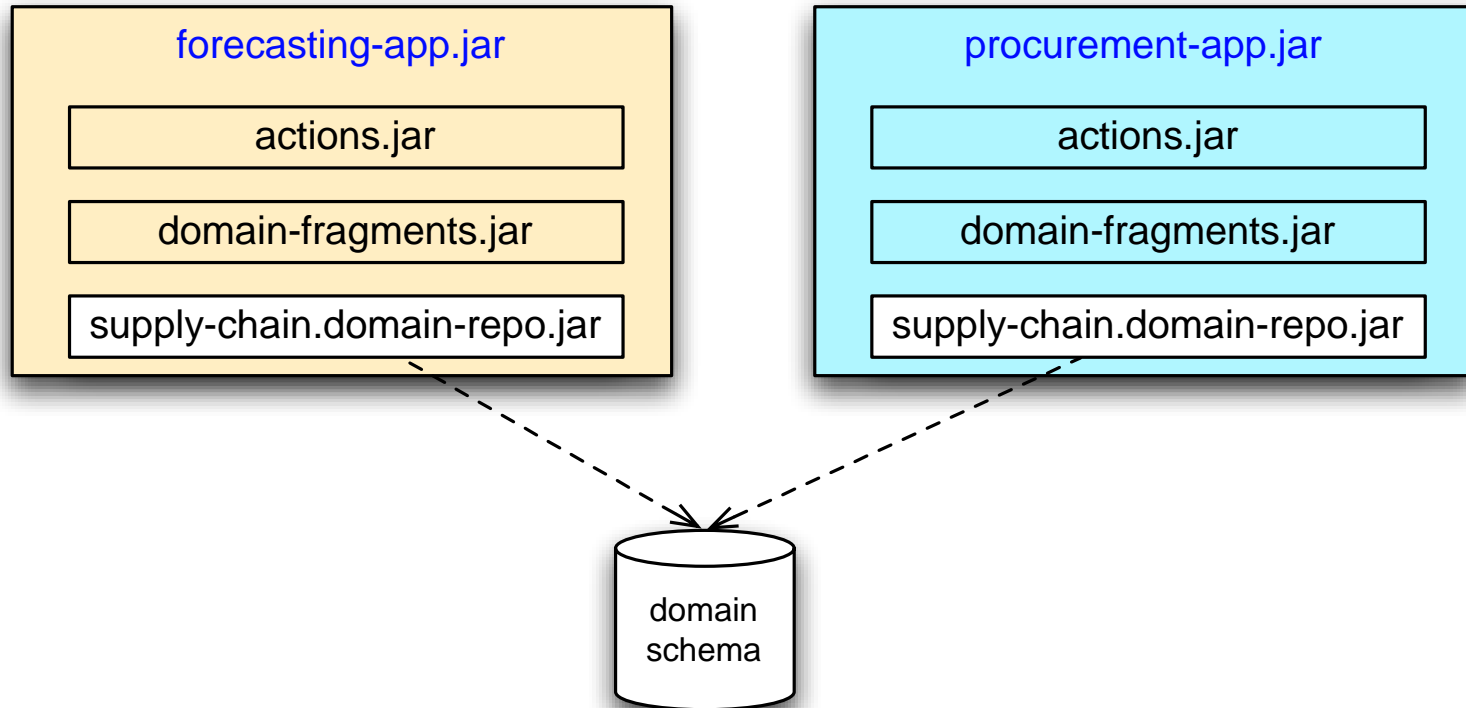 forecasting-app.jar
actions.jar
domain-fragments.jar
supply-chain.domain-repo.jar
procurement-app.jar
actions.jar
domain-fragments.jar
supply-chain.domain-repo.jar
domain
schema